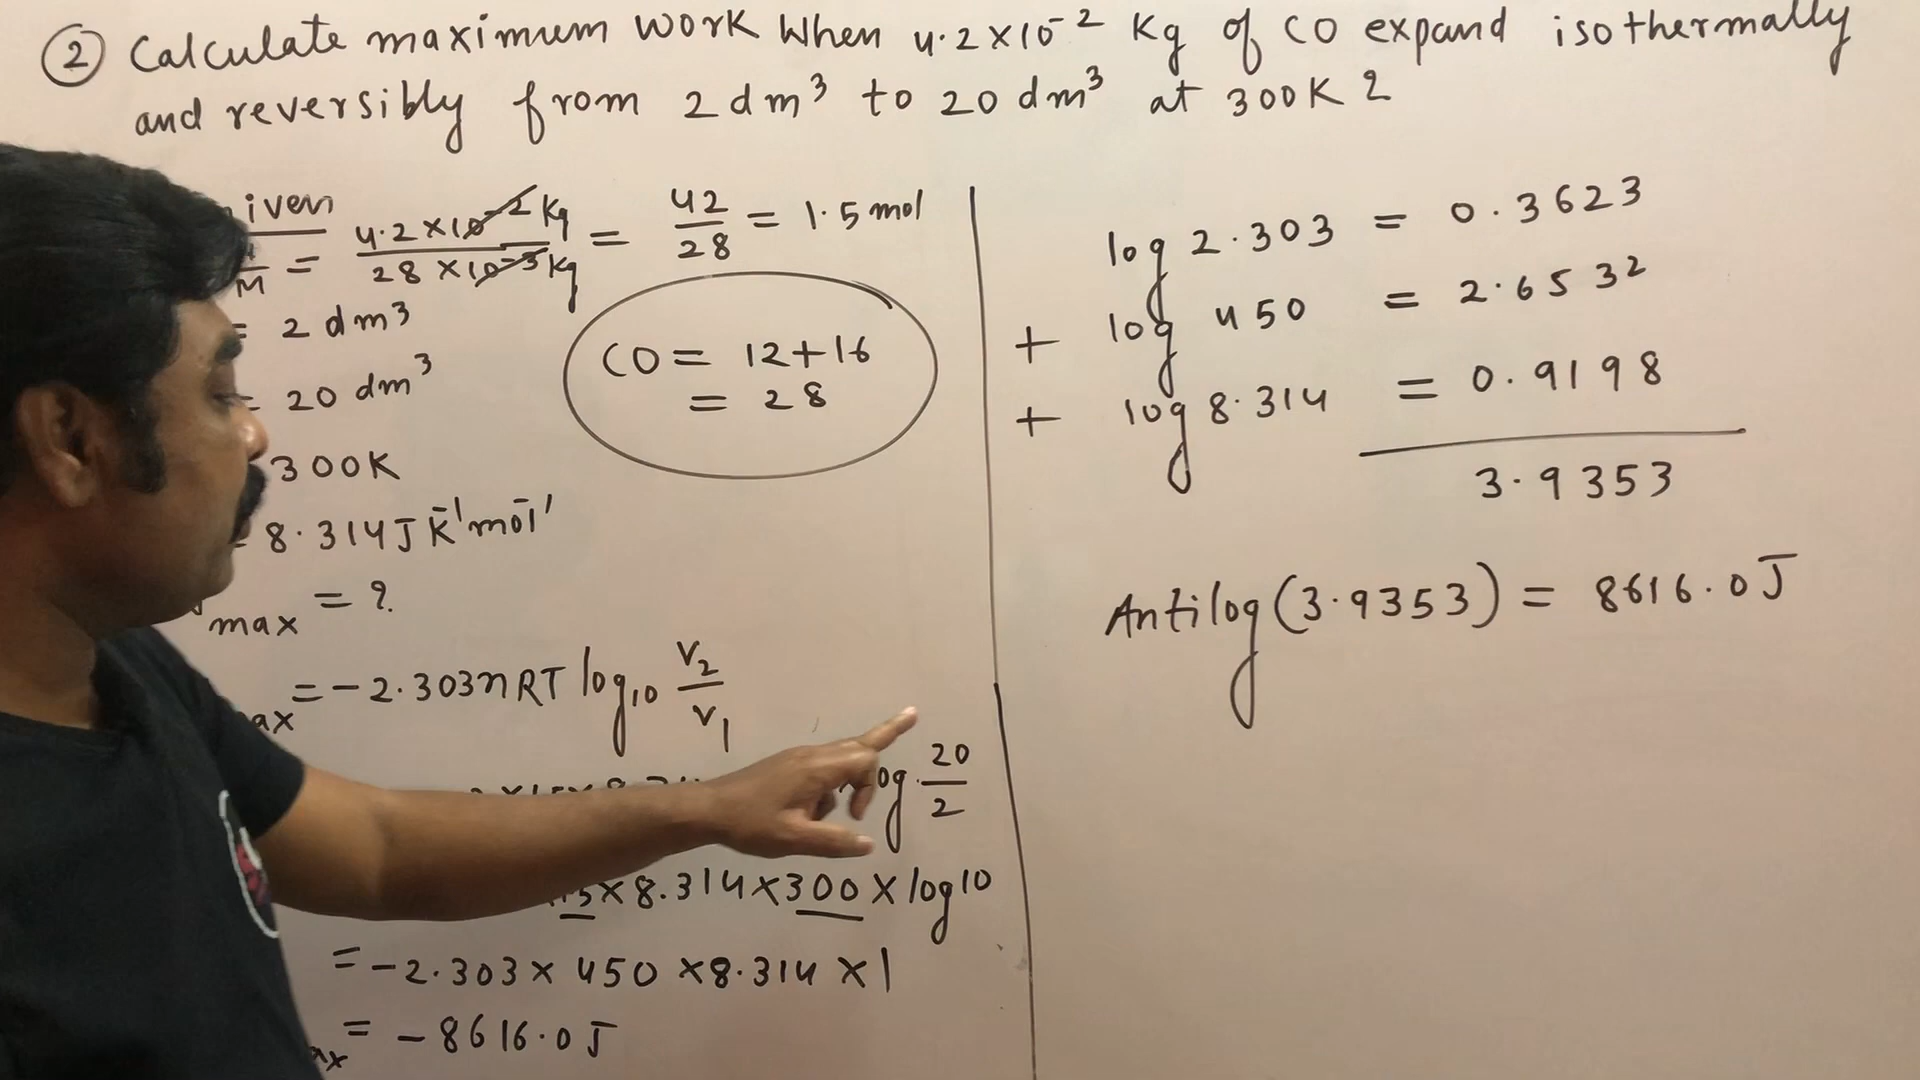 ② Calculate maximum work When 4.2×10⁻² Kg of CO expand isothermally
and reversibly from 2 dm³ to 20 dm³ at 300K ?
iven
M = 4.2×10⁻² Kg / 28×10⁻³ Kg = 42/28 = 1.5 mol
= 2 dm³
= 20 dm³
300K
= 8.314 J K⁻¹ mol⁻¹
max = ?
ax = -2.303nRT log₁₀ V₂/V₁
og 20/2
×8.314×300×log10
= -2.303×450×8.314×1
ax = -8616.0 J
CO = 12+16
= 28
log 2.303 = 0.3623
+ log 450 = 2.6532
+ log 8.314 = 0.9198
3.9353
Antilog(3.9353) = 8616.0 J